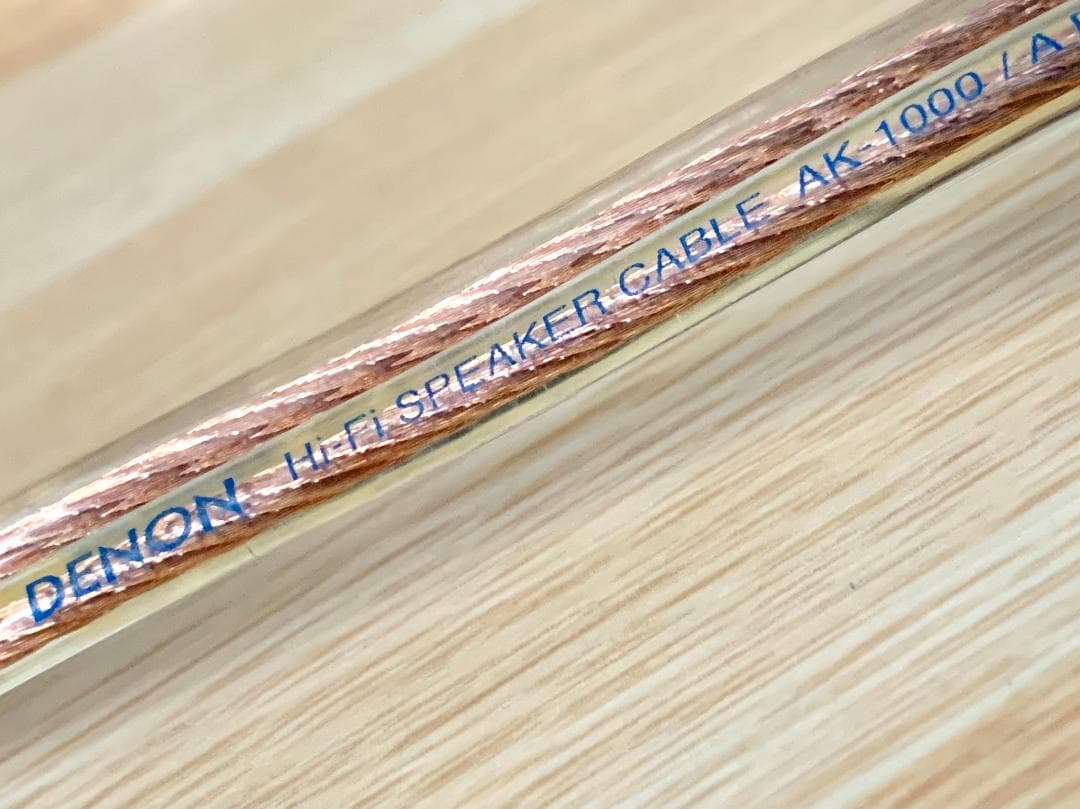 DENON Hi-Fi SPEAKER CABLE AK-1000 / A